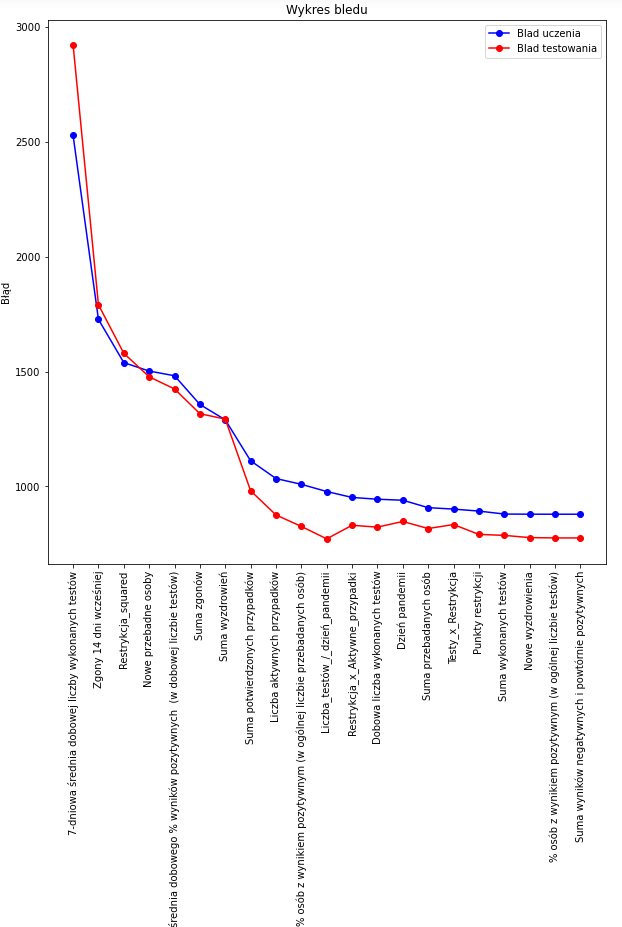 Wykres bledu
Blad uczenia
Blad testowania
Błąd
3000
2500
2000
1500
1000
7-dniowa średnia dobowej liczby wykonanych testów
Zgony 14 dni wcześniej
Restrykcja_squared
Nowe przebadne osoby
średnia dobowego % wyników pozytywnych (w dobowej liczbie testów)
Suma zgonów
Suma wyzdrowień
Suma potwierdzonych przypadków
Liczba aktywnych przypadków
% osób z wynikiem pozytywnym (w ogólnej liczbie przebadanych osób)
Liczba_testów_/_dzień_pandemii
Restrykcja_x_Aktywne_przypadki
Dobowa liczba wykonanych testów
Dzień pandemii
Suma przebadanych osób
Testy_x_Restrykcja
Punkty restrykcji
Suma wykonanych testów
Nowe wyzdrowienia
% osób z wynikiem pozytywnym (w ogólnej liczbie testów)
Suma wyników negatywnych i powtórnie pozytywnych